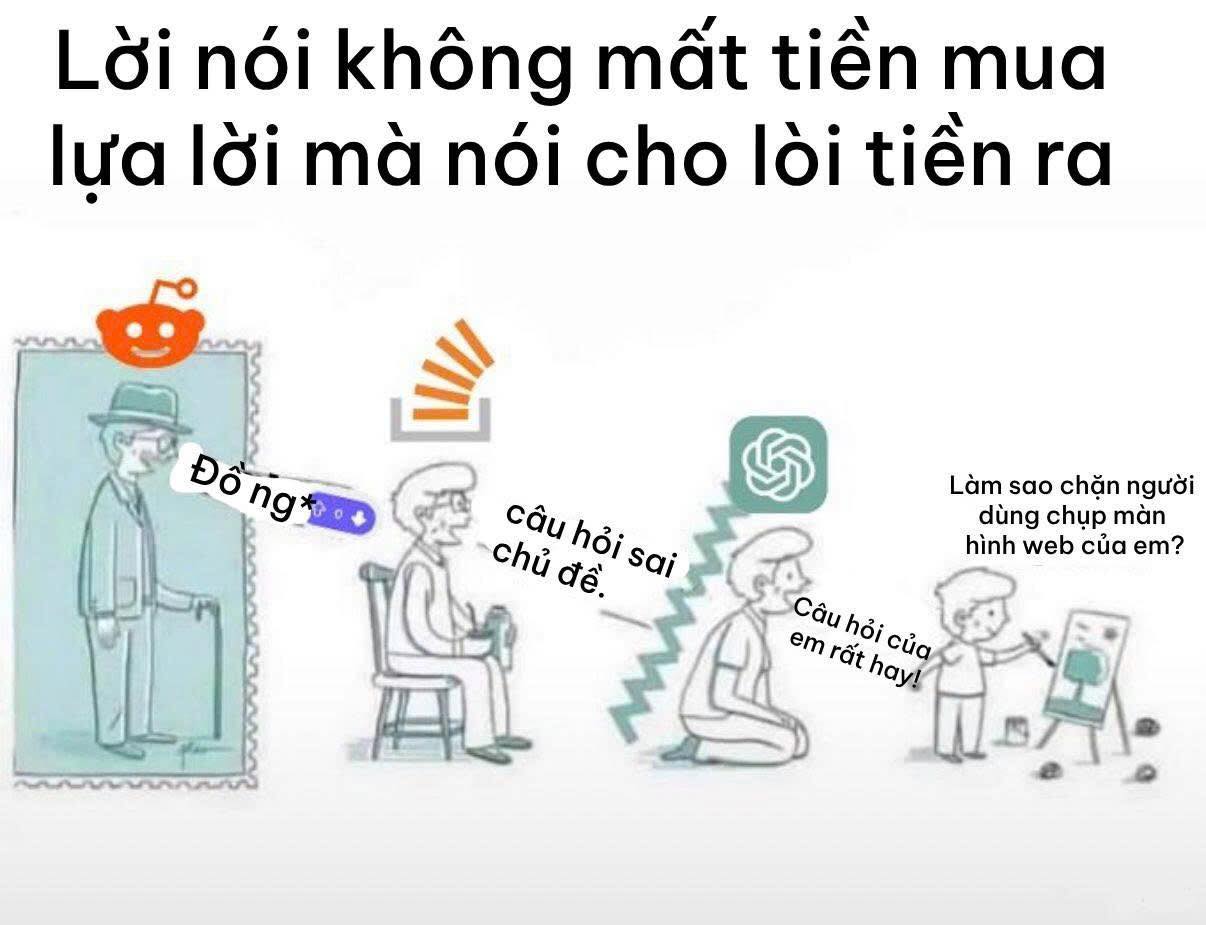 Lời nói không mất tiền mua
lựa lời mà nói cho lòi tiền ra
Đồ ng*
0
câu hỏi sai
chủ đề.
Câu hỏi của
em rất hay!
Làm sao chặn người
dùng chụp màn
hình web của em?